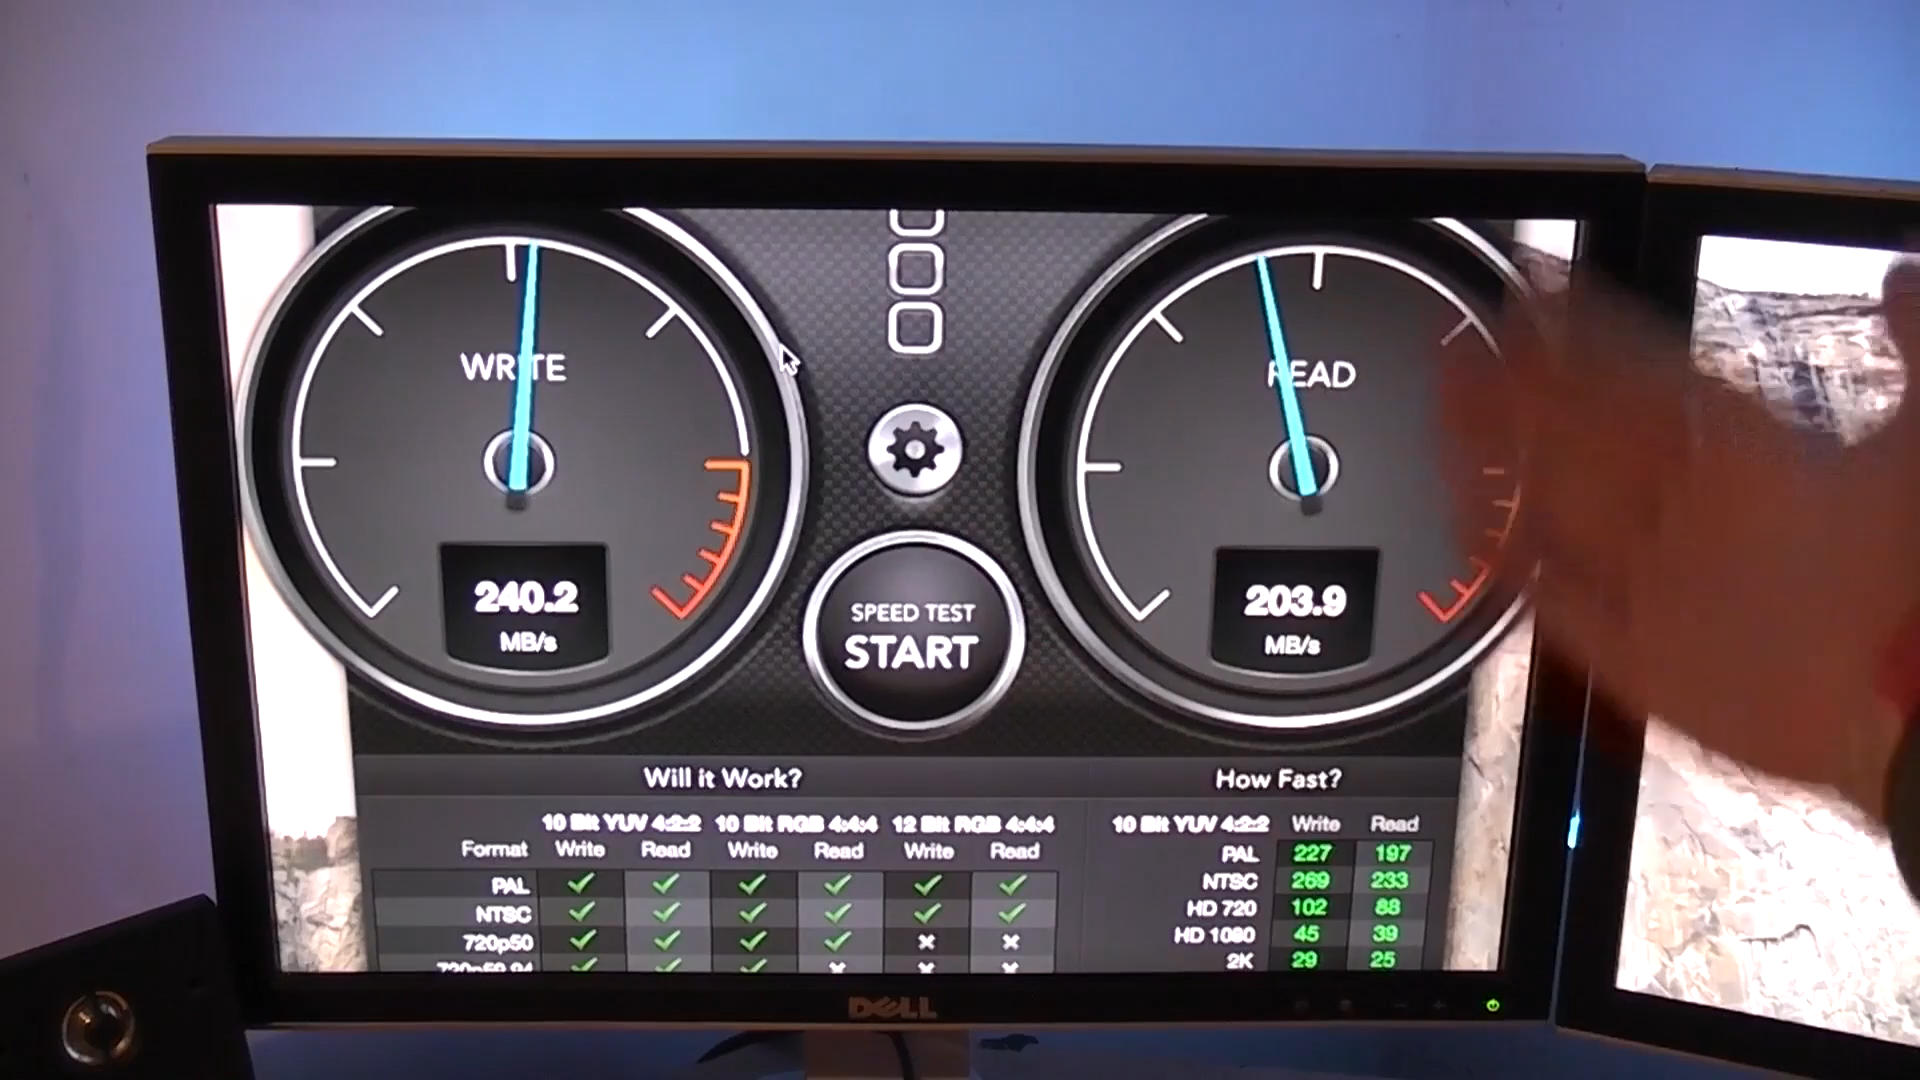 WRITE
READ
240.2
MB/s
203.9
MB/s
SPEED TEST
START
Will it Work?
How Fast?
10 Bit YUV 4:2:2 10 Bit RGB 4:4:4 12 Bit RGB 4:4:4
Format Write Read Write Read Write Read
10 Bit YUV 4:2:2 Write Read
PAL
NTSC
720p50
720p59.94
PAL 227 197
NTSC 269 233
HD 720 102 88
HD 1080 45 39
2K 29 25
DELL